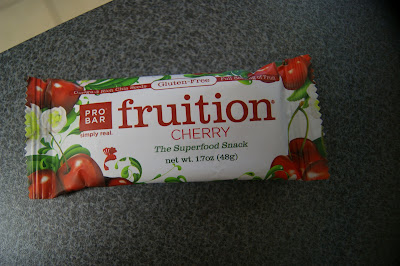 Gluten-Free
PRO
BAR
simply real.
fruition
CHERRY
The Superfood Snack
net wt. 1.7oz (48g)